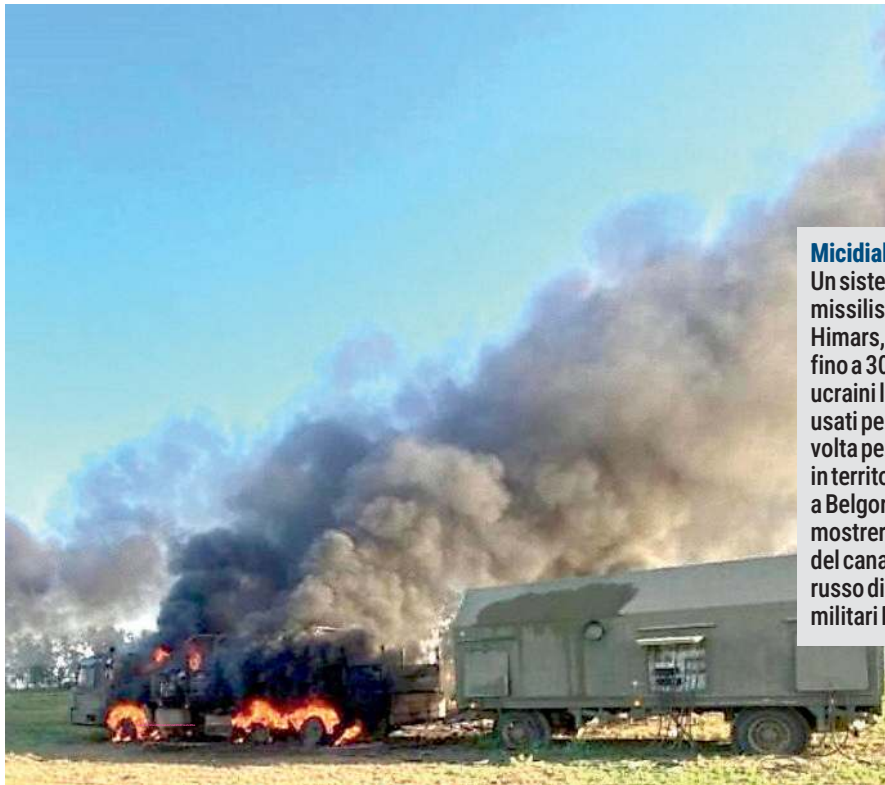 Micidial
Un siste
missilis
Himars,
fino a 30
ucraini l
usati pe
volta pe
in territo
a Belgor
mostrer
del cana
russo di
militari